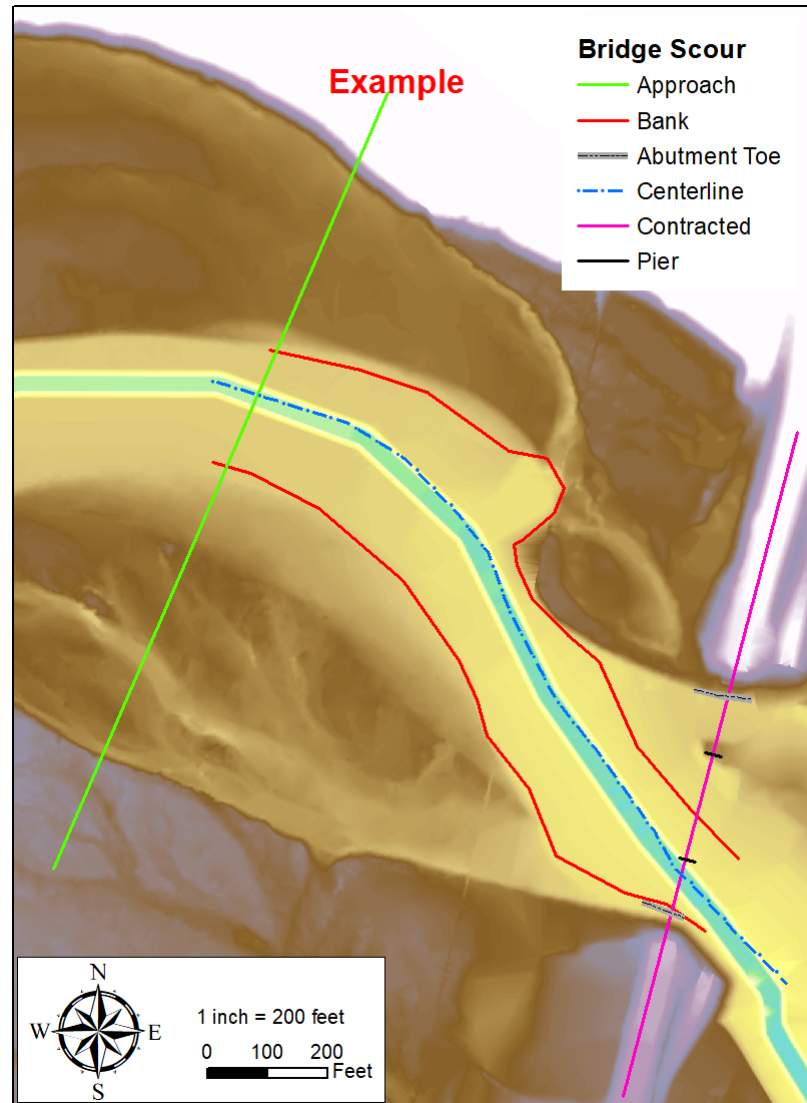 Example
Bridge Scour
Approach
Bank
Abutment Toe
Centerline
Contracted
Pier
N
W E
S
1 inch = 200 feet
0 100 200
Feet